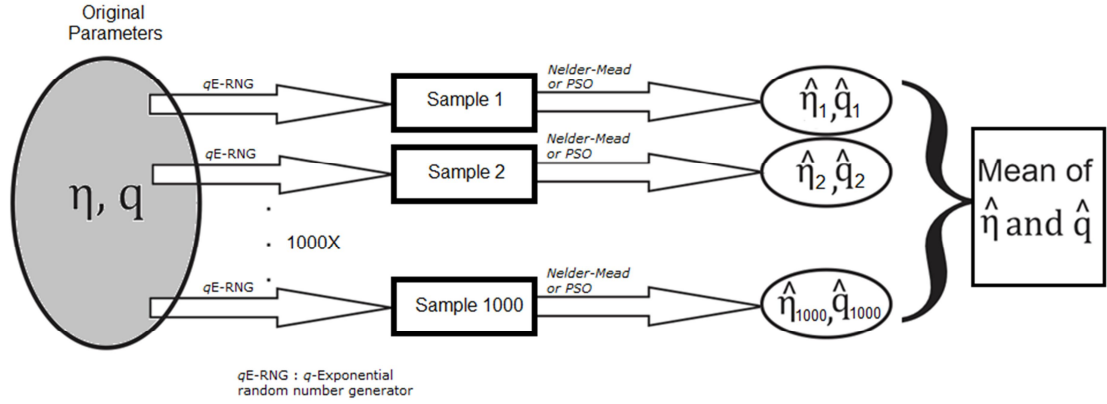 Original
Parameters
qE-RNG
Sample 1
Nelder-Mead
or PSO
η̂1,q̂1
qE-RNG
Sample 2
Nelder-Mead
or PSO
η̂2,q̂2
η, q
1000X
qE-RNG
Sample 1000
Nelder-Mead
or PSO
η̂1000,q̂1000
Mean of
η̂ and q̂
qE-RNG : q-Exponential
random number generator